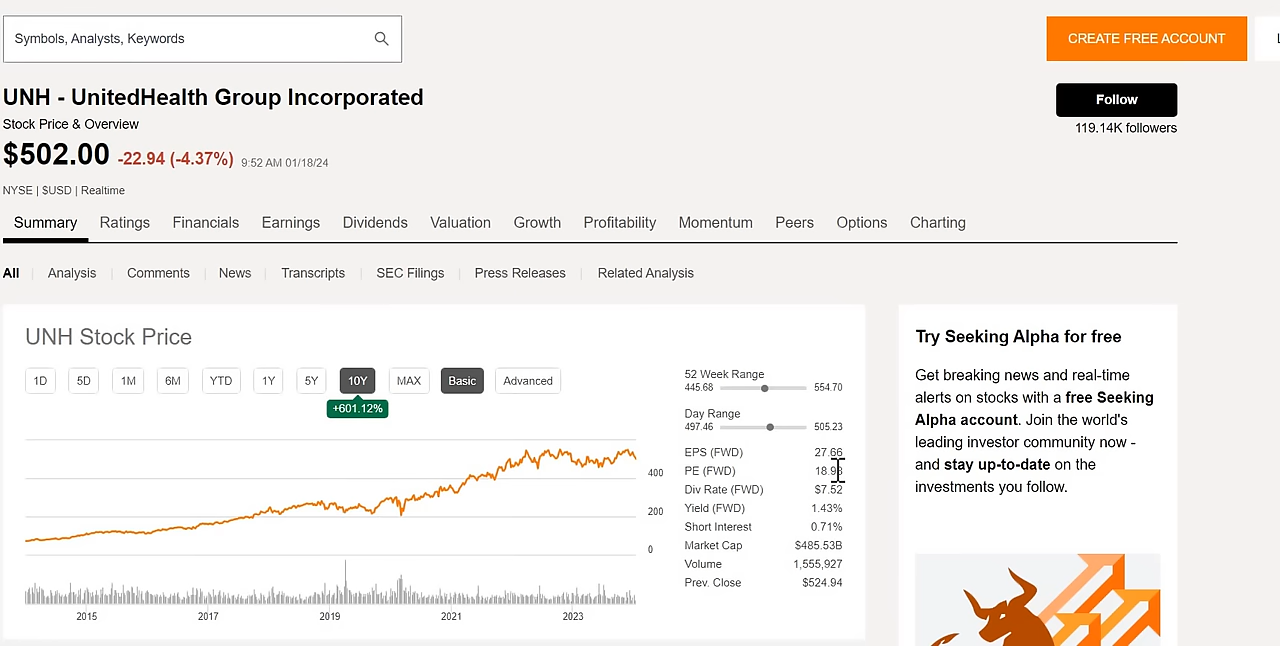 Symbols, Analysts, Keywords
CREATE FREE ACCOUNT
UNH - UnitedHealth Group Incorporated
Follow
Stock Price & Overview
119.14K followers
$502.00 -22.94 (-4.37%) 9:52 AM 01/18/24
NYSE | $USD | Realtime
Summary Ratings Financials Earnings Dividends Valuation Growth Profitability Momentum Peers Options Charting
All Analysis Comments News Transcripts SEC Filings Press Releases Related Analysis
UNH Stock Price
1D 5D 1M 6M YTD 1Y 5Y 10Y MAX Basic Advanced
+601.12%
400
200
0
2015 2017 2019 2021 2023
52 Week Range
445.68 554.70
Day Range
497.46 505.23
EPS (FWD) 27.66
PE (FWD) 18.98
Div Rate (FWD) $7.52
Yield (FWD) 1.43%
Short Interest 0.71%
Market Cap $485.53B
Volume 1,555,927
Prev. Close $524.94
Try Seeking Alpha for free
Get breaking news and real-time
alerts on stocks with a free Seeking
Alpha account. Join the world's
leading investor community now -
and stay up-to-date on the
investments you follow.